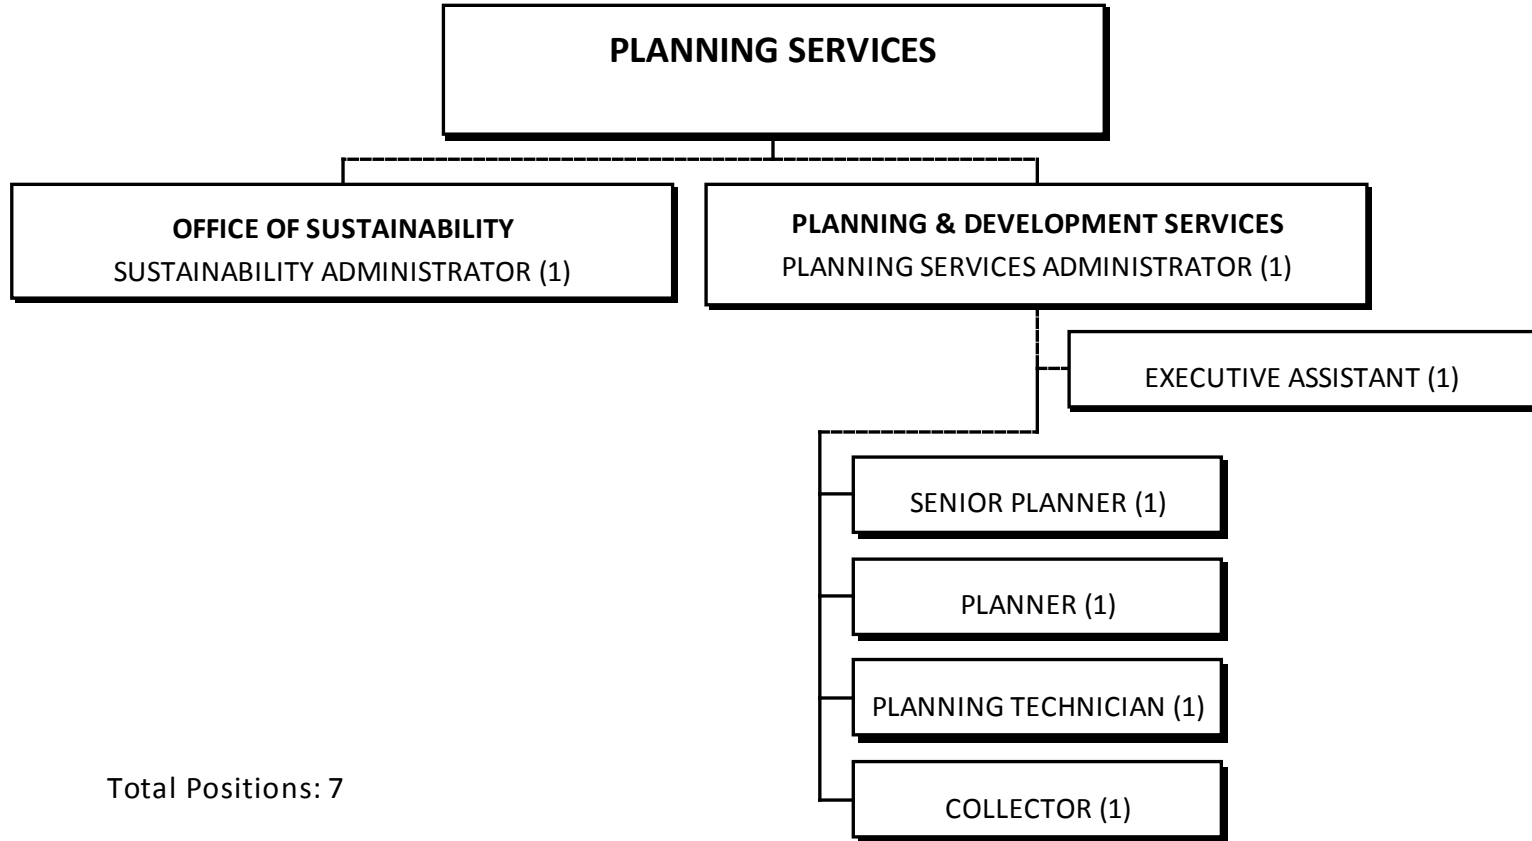 PLANNING SERVICES
OFFICE OF SUSTAINABILITY
SUSTAINABILITY ADMINISTRATOR (1)
PLANNING & DEVELOPMENT SERVICES
PLANNING SERVICES ADMINISTRATOR (1)
EXECUTIVE ASSISTANT (1)
SENIOR PLANNER (1)
PLANNER (1)
PLANNING TECHNICIAN (1)
COLLECTOR (1)
Total Positions: 7